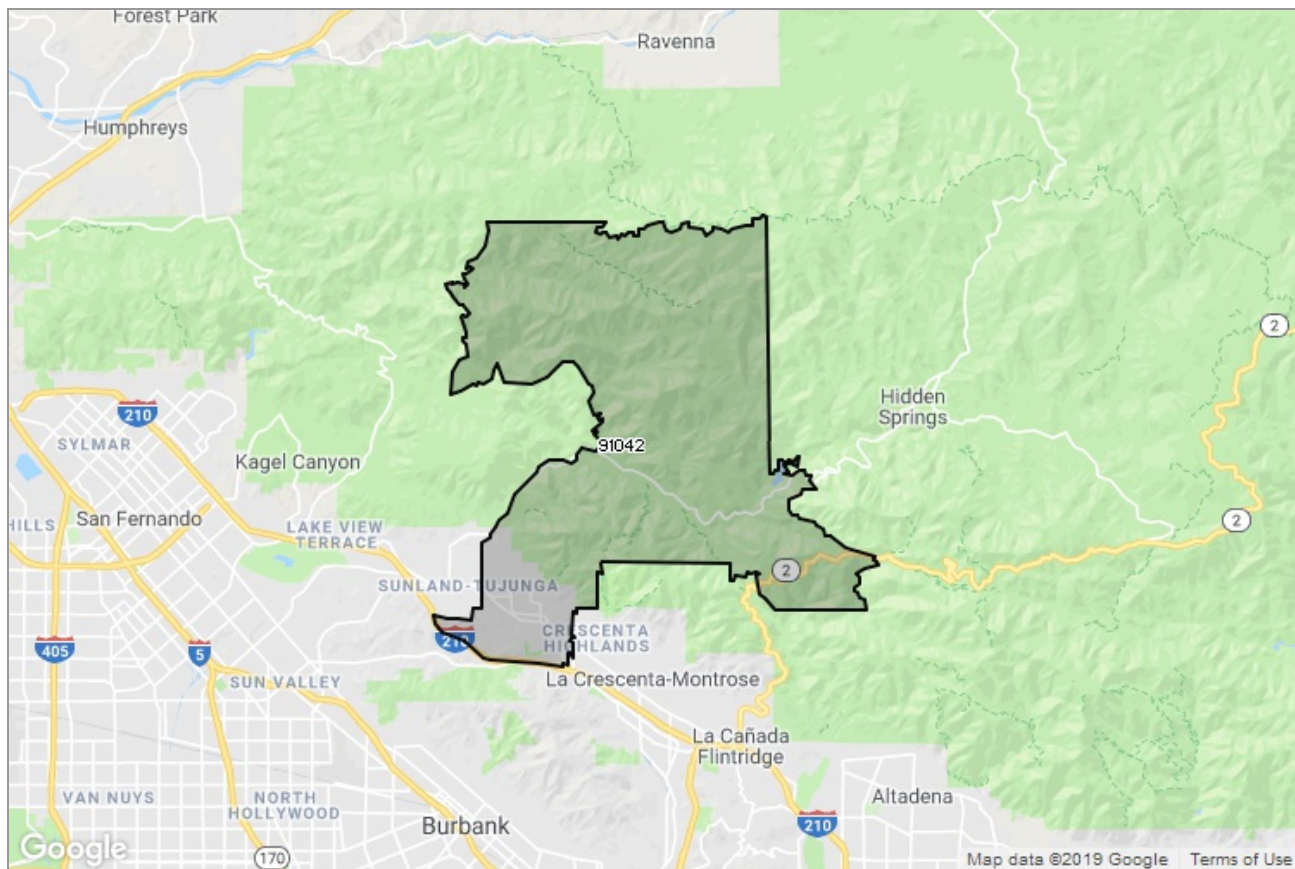 Forest Park
Ravenna
Humphreys
2
Hidden
Springs
210
SYLMAR
91042
Kagel Canyon
HILLS
San Fernando
LAKE VIEW
TERRACE
2
2
SUNLAND-TUJUNGA
210
CRESCENTA
HIGHLANDS
405
5
SUN VALLEY
La Crescenta-Montrose
La Cañada
Flintridge
VAN NUYS
NORTH
HOLLYWOOD
Altadena
Burbank
210
Google
170
Map data ©2019 Google
Terms of Use